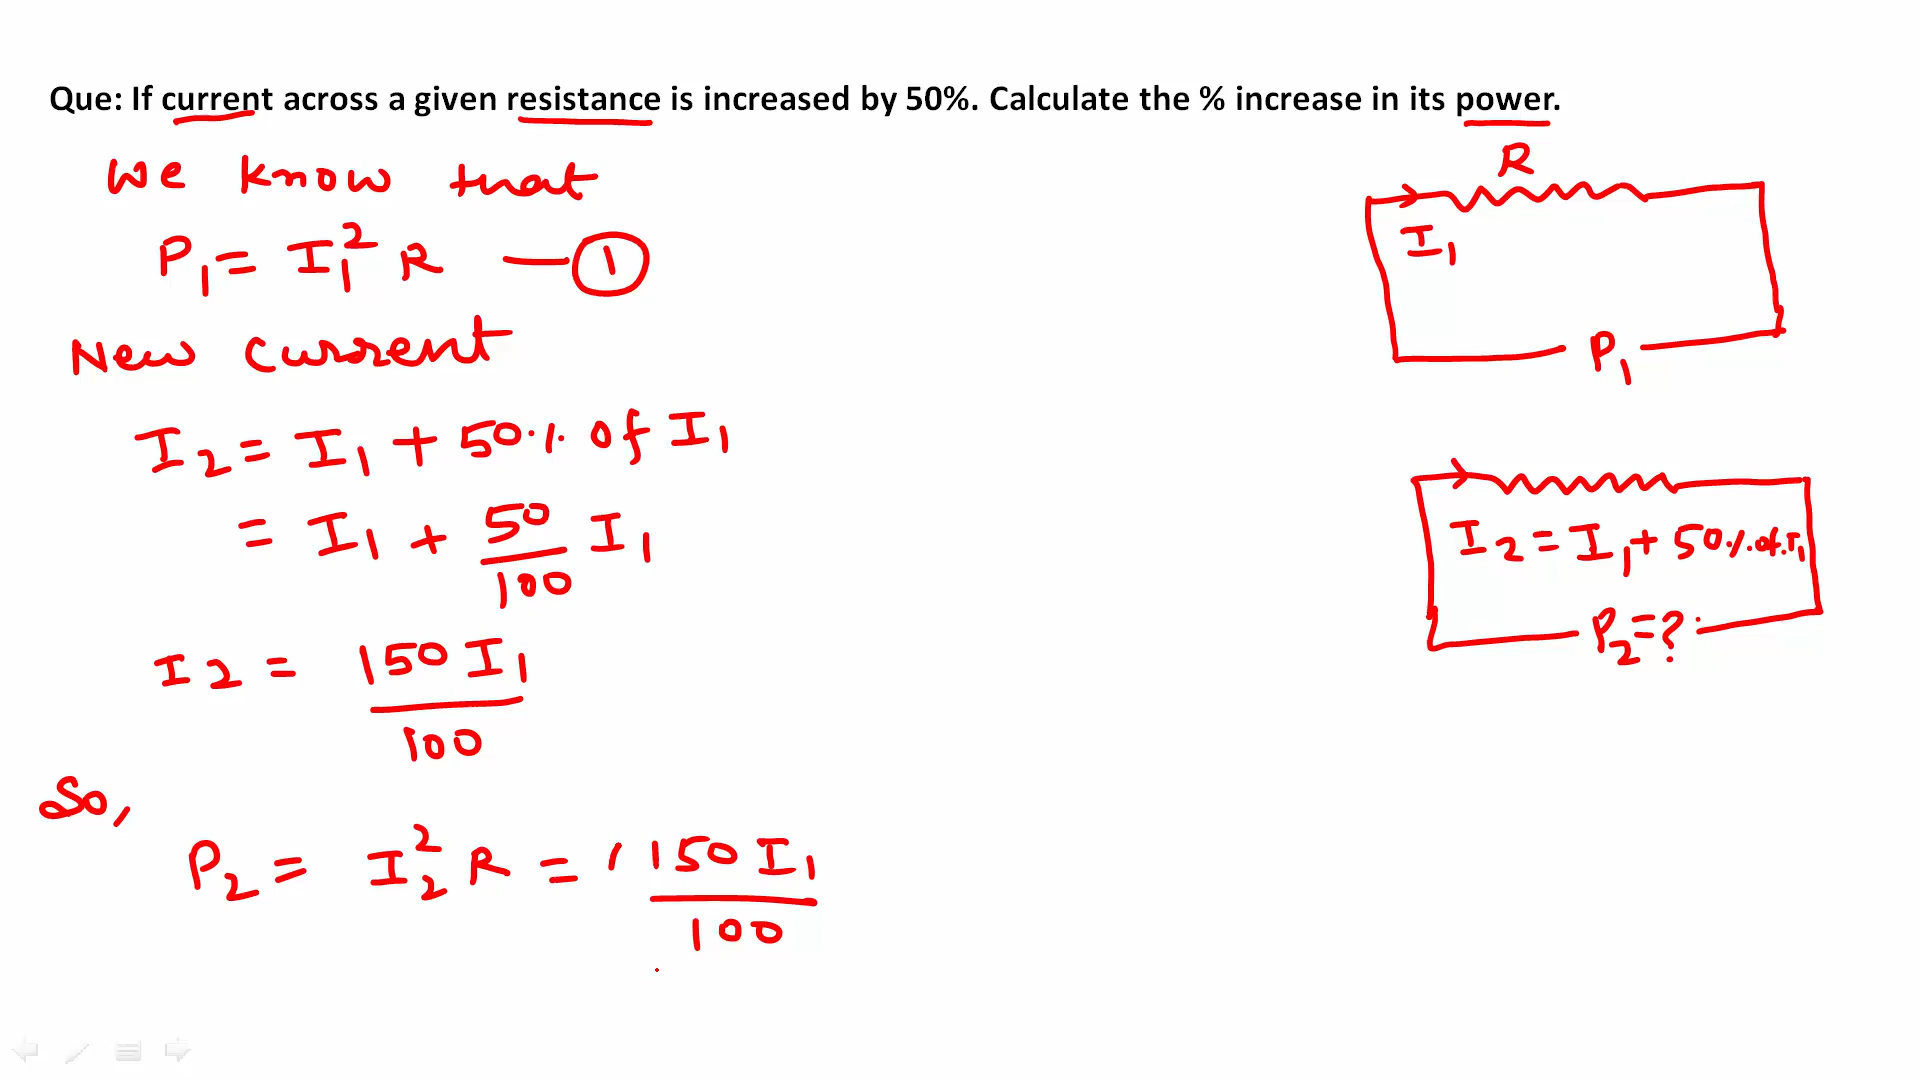 Que: If current across a given resistance is increased by 50%. Calculate the % increase in its power.
We know that
P₁ = I₁² R — ①
New current
I₂ = I₁ + 50% of I₁
= I₁ + 50/100 I₁
I₂ = 150 I₁/100
So,
P₂ = I₂² R = ( 150 I₁/100
R
I₁
P₁
I₂ = I₁ + 50% of I₁
P₂ = ?